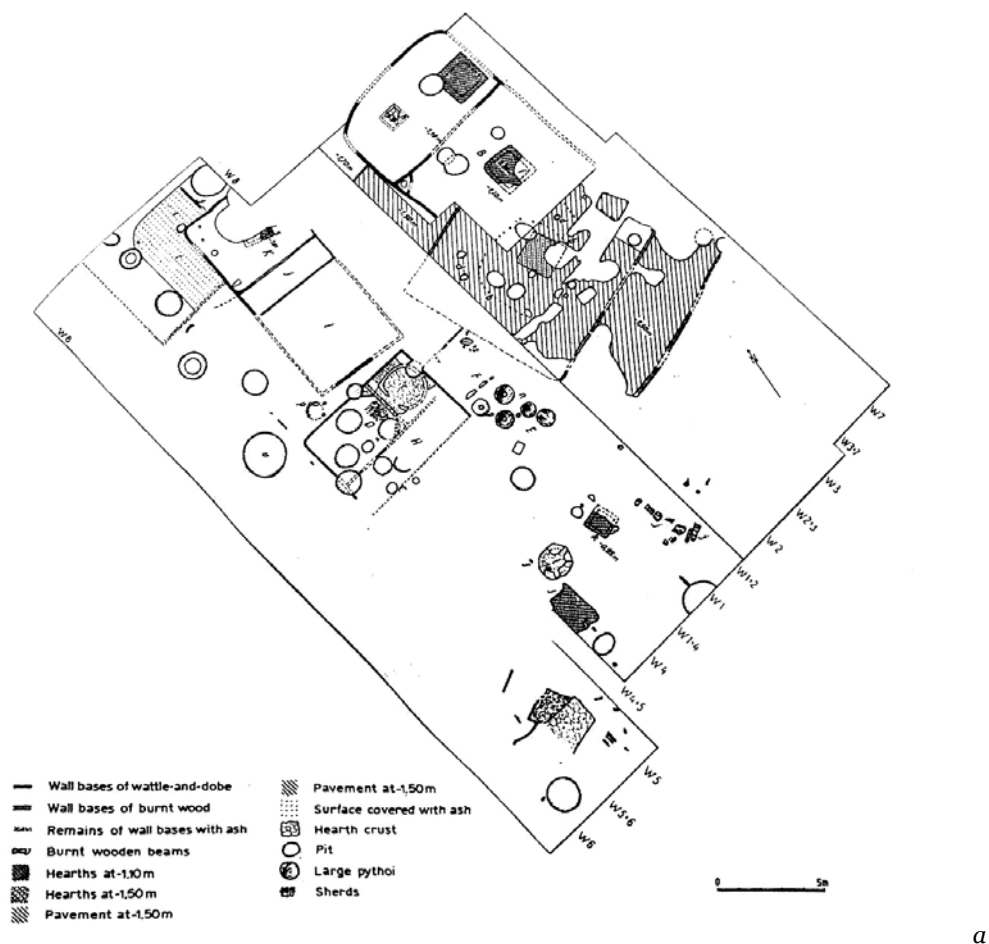 W8
W6
W7
W3·7
W3
W2·3
W2
W1·2
W1
W1·4
W4
W4·5
W5
W5·6
W6
Wall bases of wattle-and-dobe
Wall bases of burnt wood
Remains of wall bases with ash
Burnt wooden beams
Hearths at-1,10m
Hearths at-1,50m
Pavement at-1,50m
Pavement at-1,50m
Surface covered with ash
Hearth crust
Pit
Large pythoi
Sherds
0 5m
a